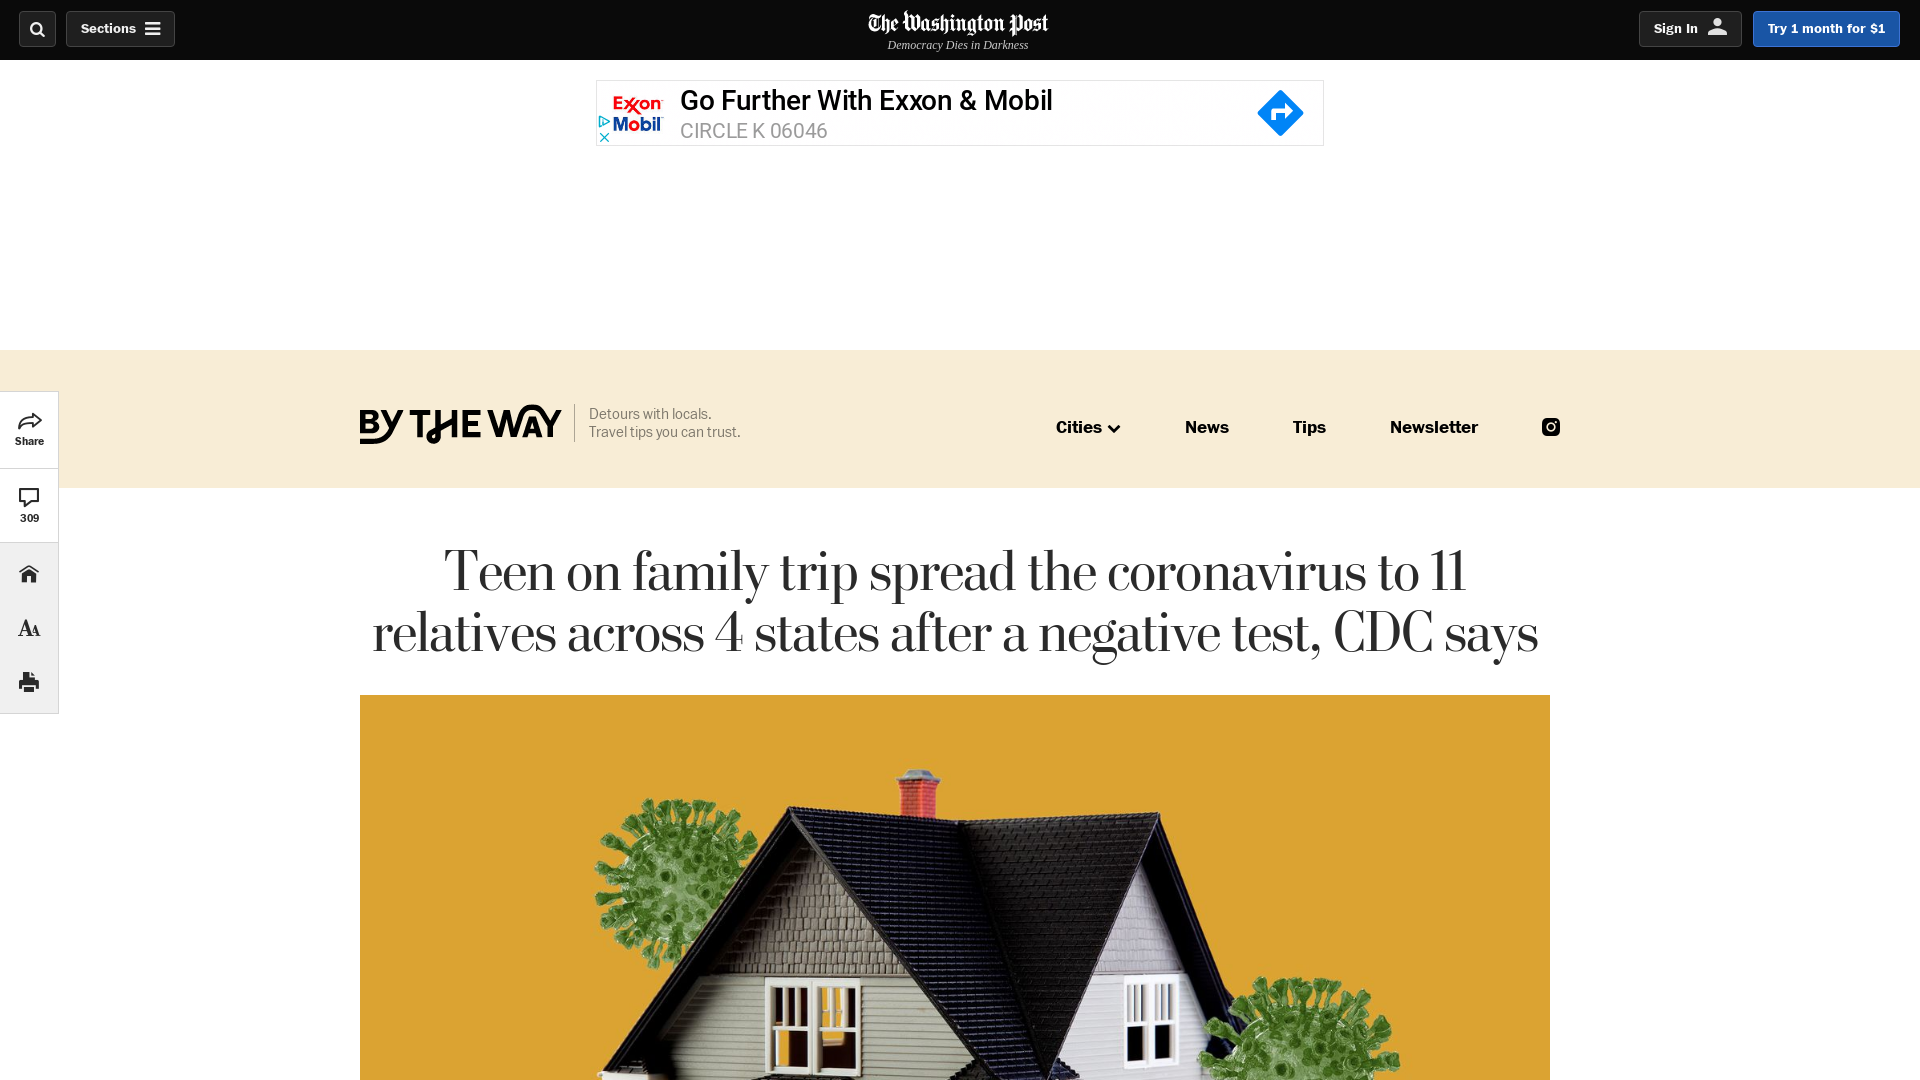 Sections
The Washington Post
Democracy Dies in Darkness
Sign In
Try 1 month for $1
Exxon
Mobil
Go Further With Exxon & Mobil
CIRCLE K 06046
Share
309
AA
BY THE WAY
Detours with locals.
Travel tips you can trust.
Cities
News
Tips
Newsletter
Teen on family trip spread the coronavirus to 11
relatives across 4 states after a negative test, CDC says